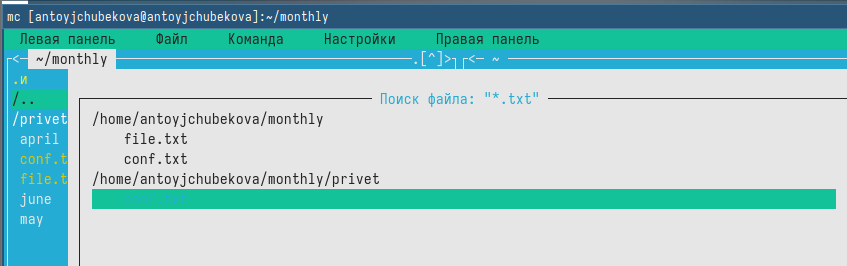 mc [antoyjchubekova@antoyjchubekova]:~/monthly
Левая панель Файл Команда Настройки Правая панель
<─ ~/monthly ─.[^]>┐┌<─ ~ ─
.и
/..
Поиск файла: "*.txt"
/privet
/home/antoyjchubekova/monthly
april
file.txt
conf.t
conf.txt
file.t
/home/antoyjchubekova/monthly/privet
june
may